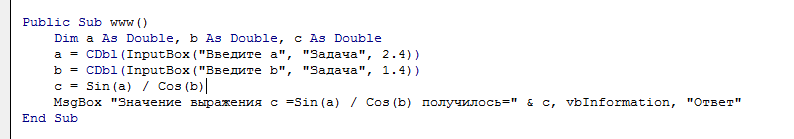 Public Sub www()
Dim a As Double, b As Double, c As Double
a = CDbl(InputBox("Введите a", "Задача", 2.4))
b = CDbl(InputBox("Введите b", "Задача", 1.4))
c = Sin(a) / Cos(b)
MsgBox "Значение выражения c =Sin(a) / Cos(b) получилось=" & c, vbInformation, "Ответ"
End Sub